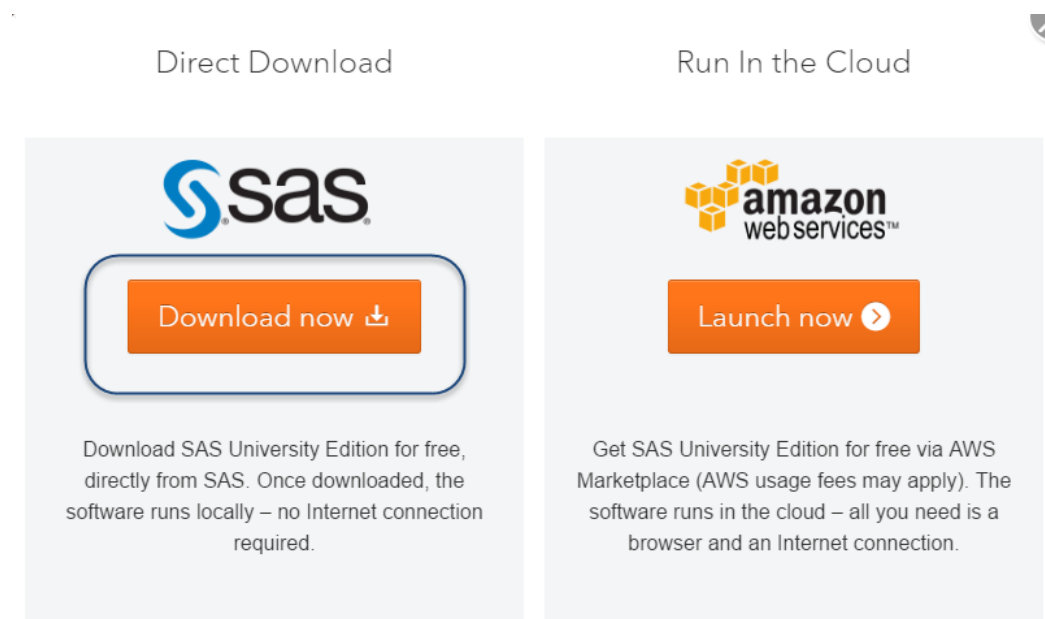 Direct Download
sas
Download now
Download SAS University Edition for free,
directly from SAS. Once downloaded, the
software runs locally – no Internet connection
required.
Run In the Cloud
amazon
webservices™
Launch now
Get SAS University Edition for free via AWS
Marketplace (AWS usage fees may apply). The
software runs in the cloud – all you need is a
browser and an Internet connection.